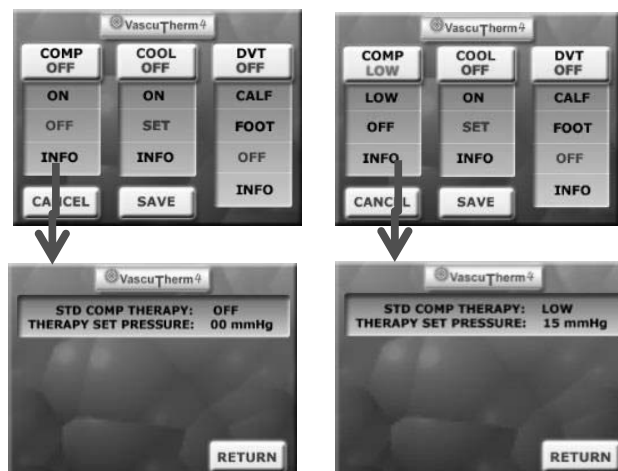 VascuTherm4
COMP OFF
COOL OFF
DVT OFF
ON
ON
CALF
OFF
SET
FOOT
INFO
INFO
OFF
INFO
CANCEL
SAVE
VascuTherm4
COMP LOW
COOL OFF
DVT OFF
LOW
ON
CALF
OFF
SET
FOOT
INFO
INFO
OFF
INFO
CANCEL
SAVE
VascuTherm4
STD COMP THERAPY: OFF
THERAPY SET PRESSURE: 00 mmHg
RETURN
VascuTherm4
STD COMP THERAPY: LOW
THERAPY SET PRESSURE: 15 mmHg
RETURN